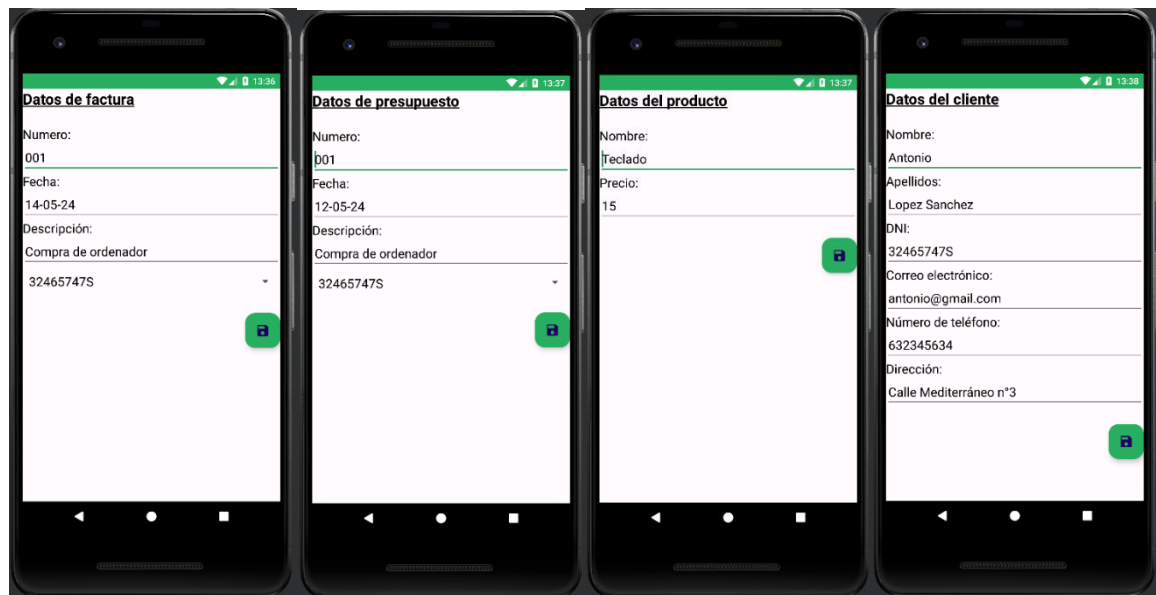 13:36
Datos de factura
Numero:
001
Fecha:
14-05-24
Descripción:
Compra de ordenador
32465747S
13:37
Datos de presupuesto
Numero:
001
Fecha:
12-05-24
Descripción:
Compra de ordenador
32465747S
13:37
Datos del producto
Nombre:
Teclado
Precio:
15
13:38
Datos del cliente
Nombre:
Antonio
Apellidos:
Lopez Sanchez
DNI:
32465747S
Correo electrónico:
antonio@gmail.com
Número de teléfono:
632345634
Dirección:
Calle Mediterráneo nº3